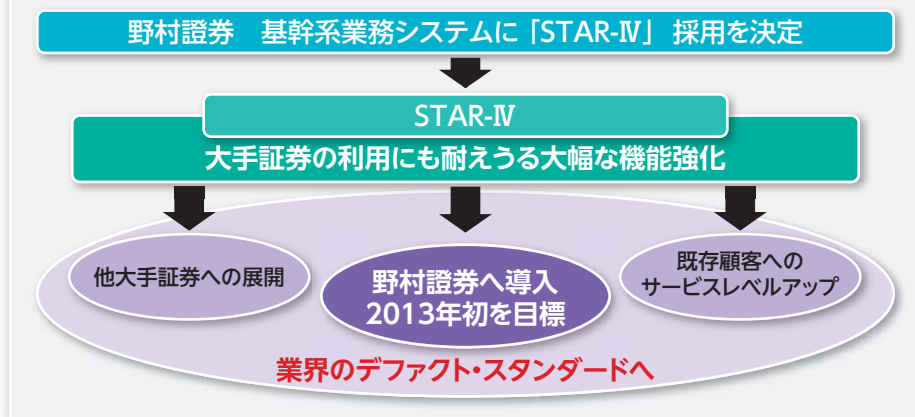 野村證券　基幹系業務システムに「STAR-Ⅳ」 採用を決定
STAR-Ⅳ
大手証券の利用にも耐えうる大幅な機能強化
他大手証券への展開
野村證券へ導入
2013年初を目標
既存顧客への
サービスレベルアップ
業界のデファクト・スタンダードへ